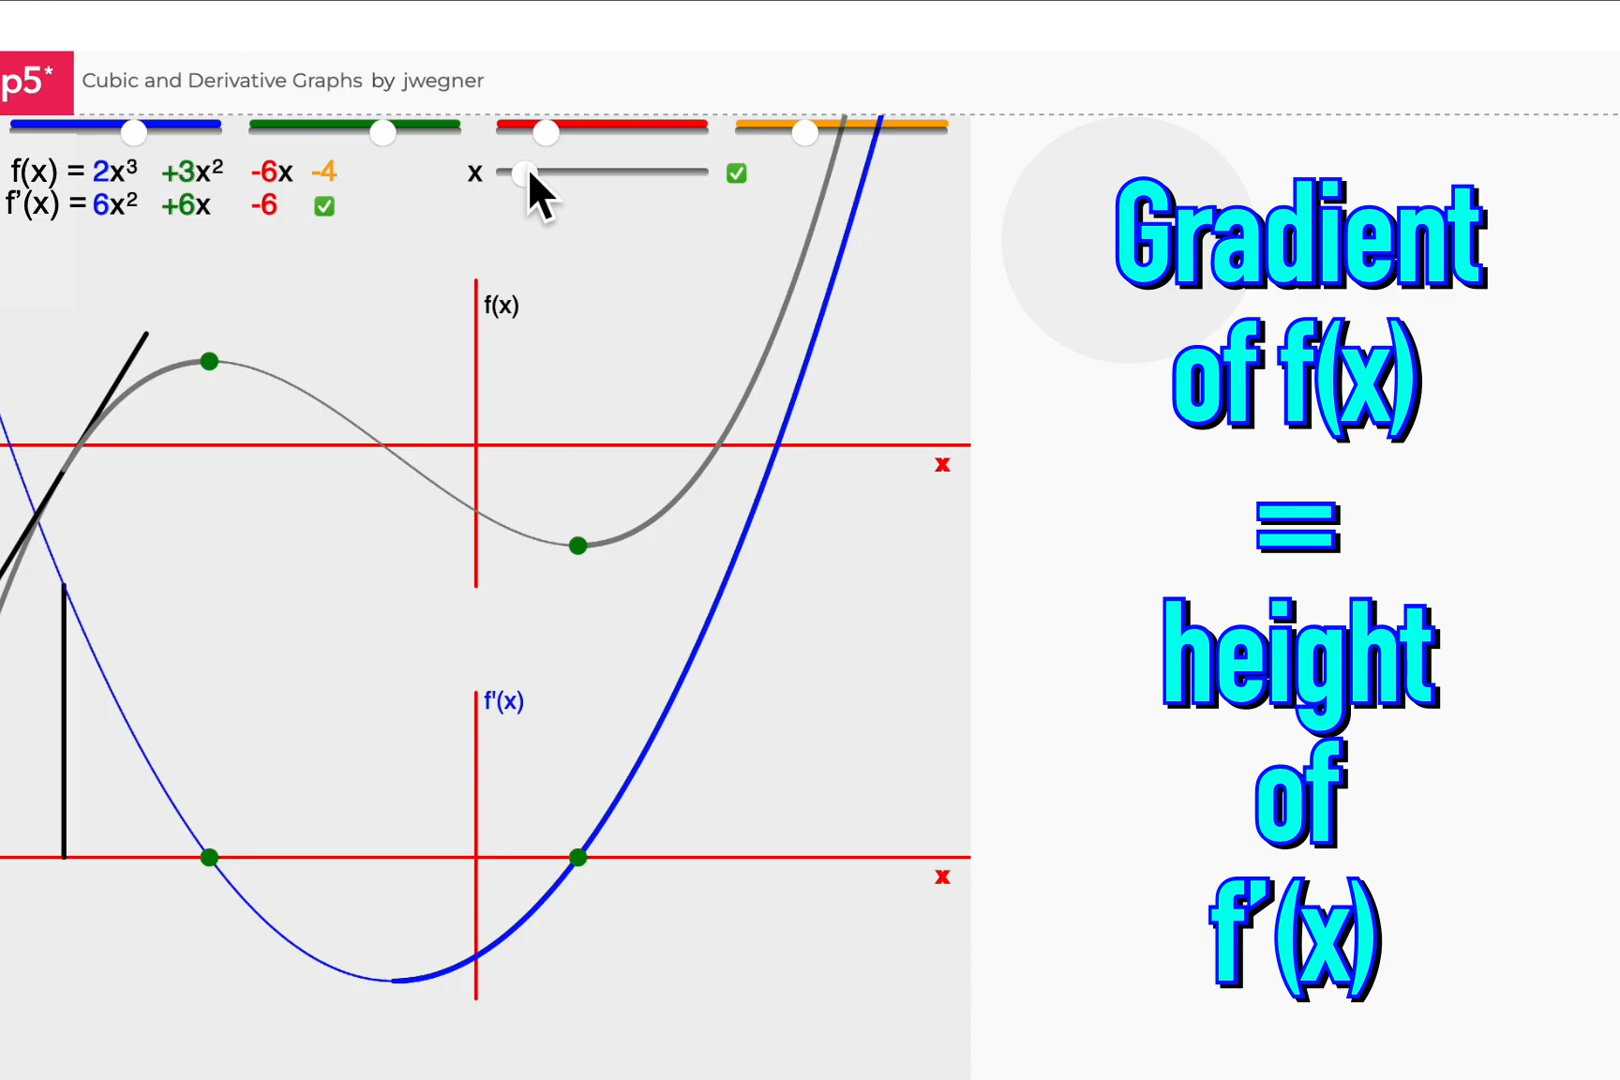 p5* Cubic and Derivative Graphs by jwegner
f(x) = 2x³ +3x² -6x -4 x
f'(x) = 6x² +6x -6
f(x)
x
f'(x)
x
Gradient
of f(x)
=
height
of
f'(x)